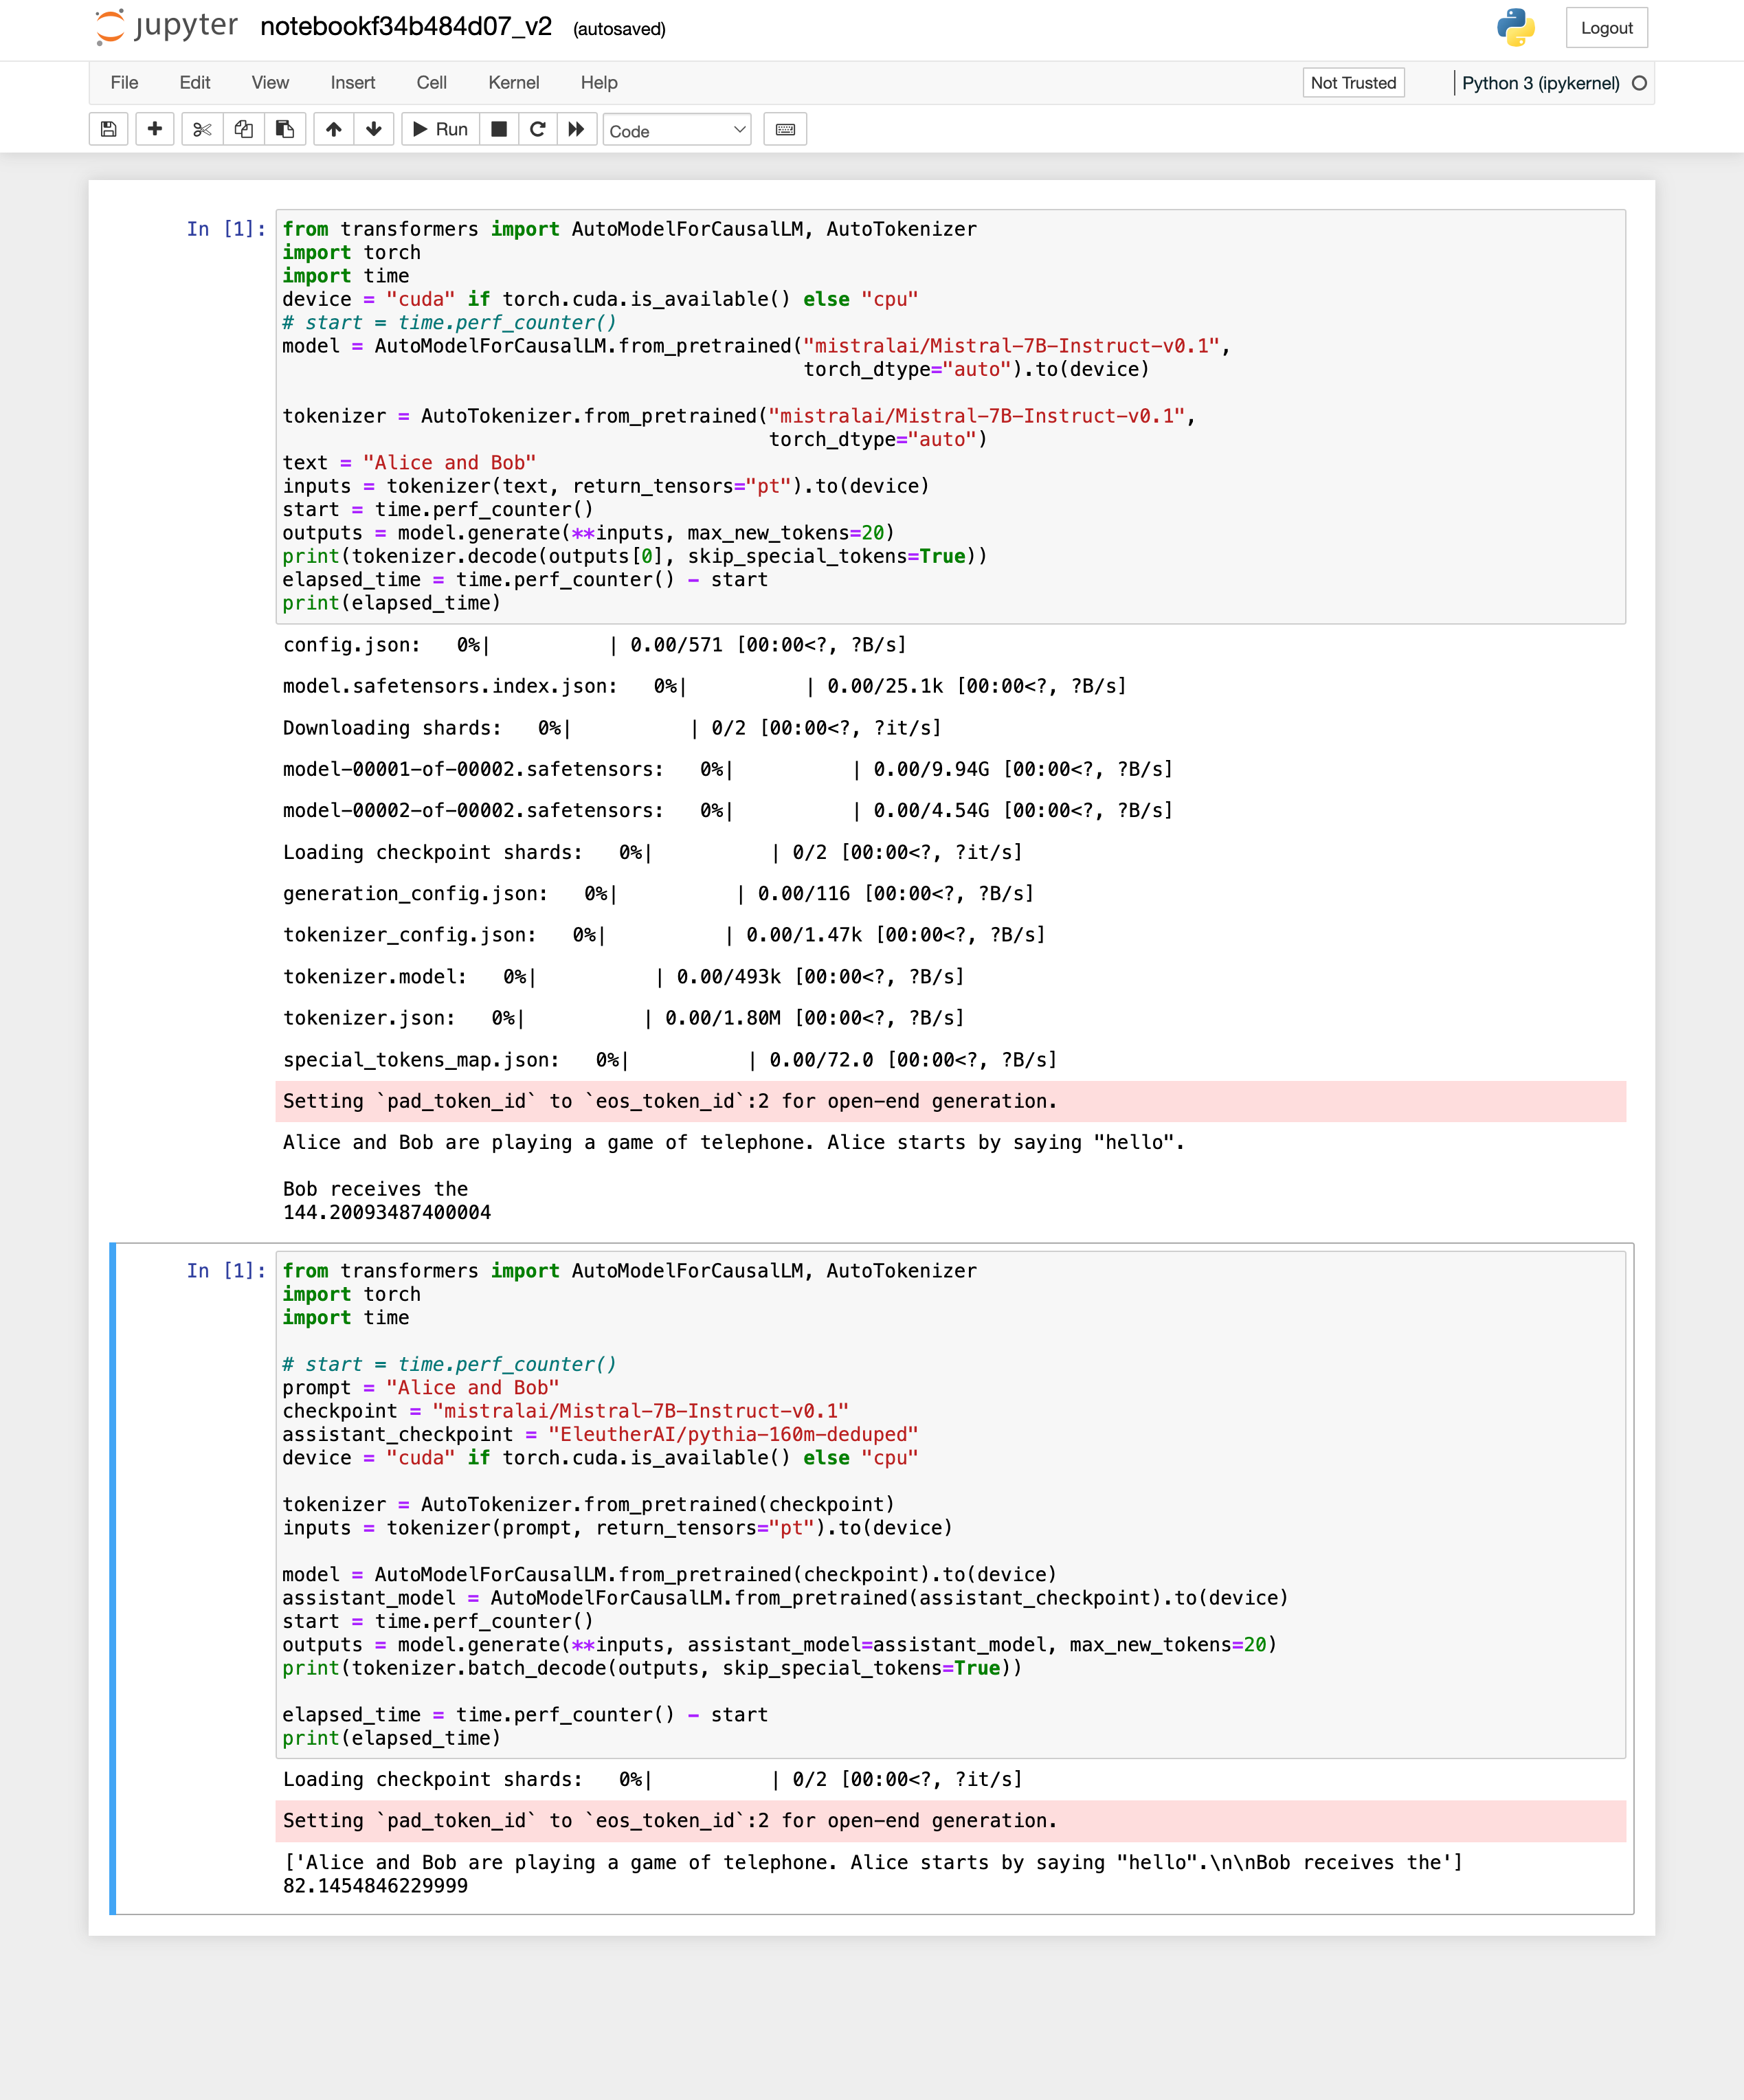 jupyter notebookf34b484d07_v2 (autosaved)
Logout
File Edit View Insert Cell Kernel Help
Not Trusted
Python 3 (ipykernel)
Run
Code
In [1]:
from transformers import AutoModelForCausalLM, AutoTokenizer
import torch
import time
device = "cuda" if torch.cuda.is_available() else "cpu"
# start = time.perf_counter()
model = AutoModelForCausalLM.from_pretrained("mistralai/Mistral-7B-Instruct-v0.1",
torch_dtype="auto").to(device)
tokenizer = AutoTokenizer.from_pretrained("mistralai/Mistral-7B-Instruct-v0.1",
torch_dtype="auto")
text = "Alice and Bob"
inputs = tokenizer(text, return_tensors="pt").to(device)
start = time.perf_counter()
outputs = model.generate(**inputs, max_new_tokens=20)
print(tokenizer.decode(outputs[0], skip_special_tokens=True))
elapsed_time = time.perf_counter() - start
print(elapsed_time)
config.json:   0%|          | 0.00/571 [00:00<?, ?B/s]
model.safetensors.index.json:   0%|          | 0.00/25.1k [00:00<?, ?B/s]
Downloading shards:   0%|          | 0/2 [00:00<?, ?it/s]
model-00001-of-00002.safetensors:   0%|          | 0.00/9.94G [00:00<?, ?B/s]
model-00002-of-00002.safetensors:   0%|          | 0.00/4.54G [00:00<?, ?B/s]
Loading checkpoint shards:   0%|          | 0/2 [00:00<?, ?it/s]
generation_config.json:   0%|          | 0.00/116 [00:00<?, ?B/s]
tokenizer_config.json:   0%|          | 0.00/1.47k [00:00<?, ?B/s]
tokenizer.model:   0%|          | 0.00/493k [00:00<?, ?B/s]
tokenizer.json:   0%|          | 0.00/1.80M [00:00<?, ?B/s]
special_tokens_map.json:   0%|          | 0.00/72.0 [00:00<?, ?B/s]
Setting `pad_token_id` to `eos_token_id`:2 for open-end generation.
Alice and Bob are playing a game of telephone. Alice starts by saying "hello".
Bob receives the
144.20093487400004
In [1]:
from transformers import AutoModelForCausalLM, AutoTokenizer
import torch
import time
# start = time.perf_counter()
prompt = "Alice and Bob"
checkpoint = "mistralai/Mistral-7B-Instruct-v0.1"
assistant_checkpoint = "EleutherAI/pythia-160m-deduped"
device = "cuda" if torch.cuda.is_available() else "cpu"
tokenizer = AutoTokenizer.from_pretrained(checkpoint)
inputs = tokenizer(prompt, return_tensors="pt").to(device)
model = AutoModelForCausalLM.from_pretrained(checkpoint).to(device)
assistant_model = AutoModelForCausalLM.from_pretrained(assistant_checkpoint).to(device)
start = time.perf_counter()
outputs = model.generate(**inputs, assistant_model=assistant_model, max_new_tokens=20)
print(tokenizer.batch_decode(outputs, skip_special_tokens=True))
elapsed_time = time.perf_counter() - start
print(elapsed_time)
Loading checkpoint shards:   0%|          | 0/2 [00:00<?, ?it/s]
Setting `pad_token_id` to `eos_token_id`:2 for open-end generation.
['Alice and Bob are playing a game of telephone. Alice starts by saying "hello".\n\nBob receives the']
82.1454846229999